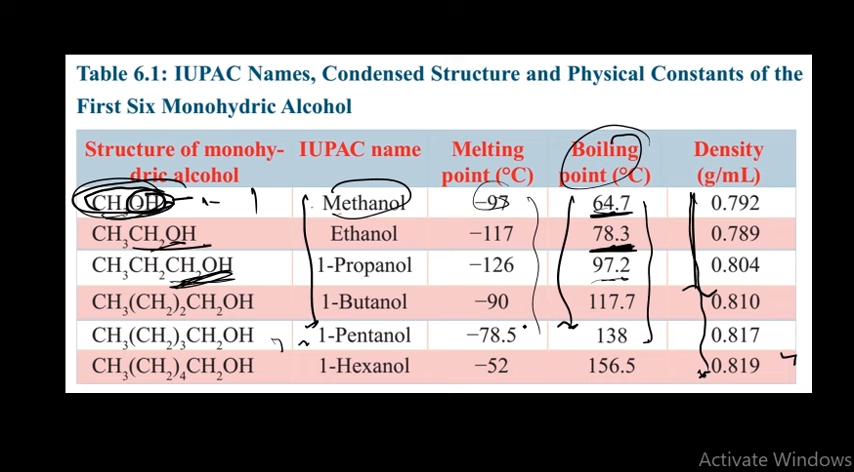 Table 6.1: IUPAC Names, Condensed Structure and Physical Constants of the
First Six Monohydric Alcohol
Structure of monohy- IUPAC name Melting Boiling Density
dric alcohol point (°C) point (°C) (g/mL)
CH₃OH Methanol −98 64.7 0.792
CH₃CH₂OH Ethanol −117 78.3 0.789
CH₃CH₂CH₂OH 1-Propanol −126 97.2 0.804
CH₃(CH₂)₂CH₂OH 1-Butanol −90 117.7 0.810
CH₃(CH₂)₃CH₂OH 1-Pentanol −78.5 138 0.817
CH₃(CH₂)₄CH₂OH 1-Hexanol −52 156.5 0.819
Activate Windows